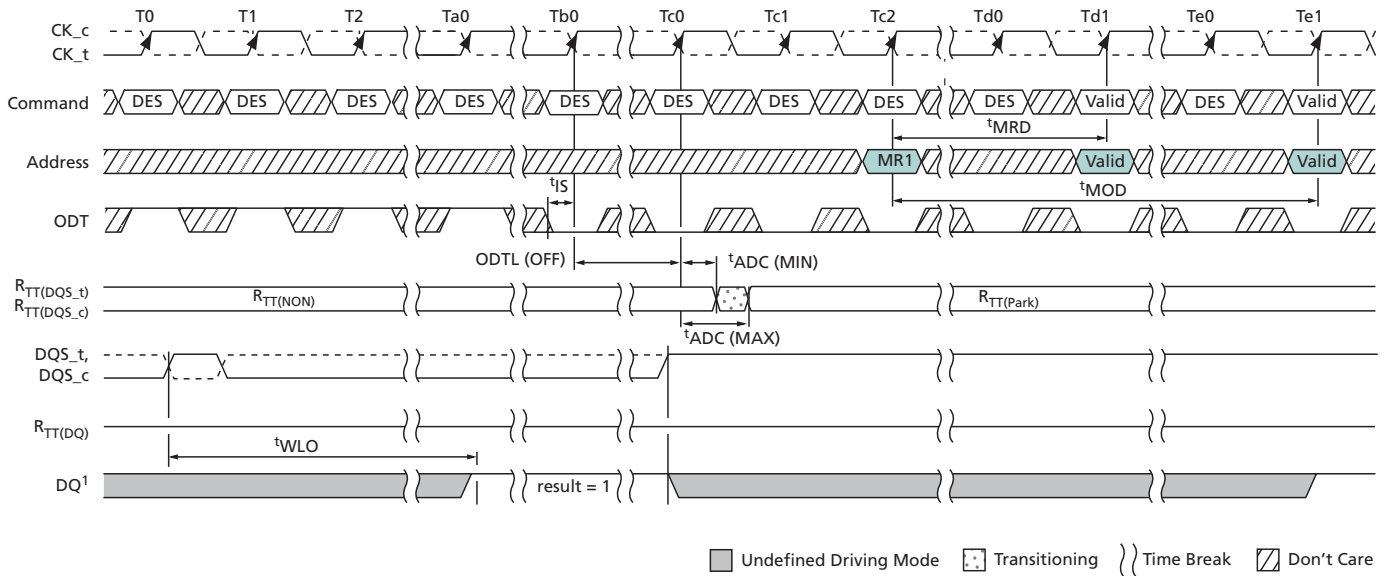 T0 T1 T2 Ta0 Tb0 Tc0 Tc1 Tc2 Td0 Td1 Te0 Te1
CK_c
CK_t
Command DES DES DES DES DES DES DES DES DES Valid DES Valid
tMRD
Address MR1 Valid Valid
tIS tMOD
ODT
ODTL (OFF) tADC (MIN)
RTT(DQS_t)
RTT(DQS_c) RTT(NON) RTT(Park)
tADC (MAX)
DQS_t,
DQS_c
RTT(DQ)
tWLO
DQ1 result = 1
Undefined Driving Mode Transitioning Time Break Don't Care